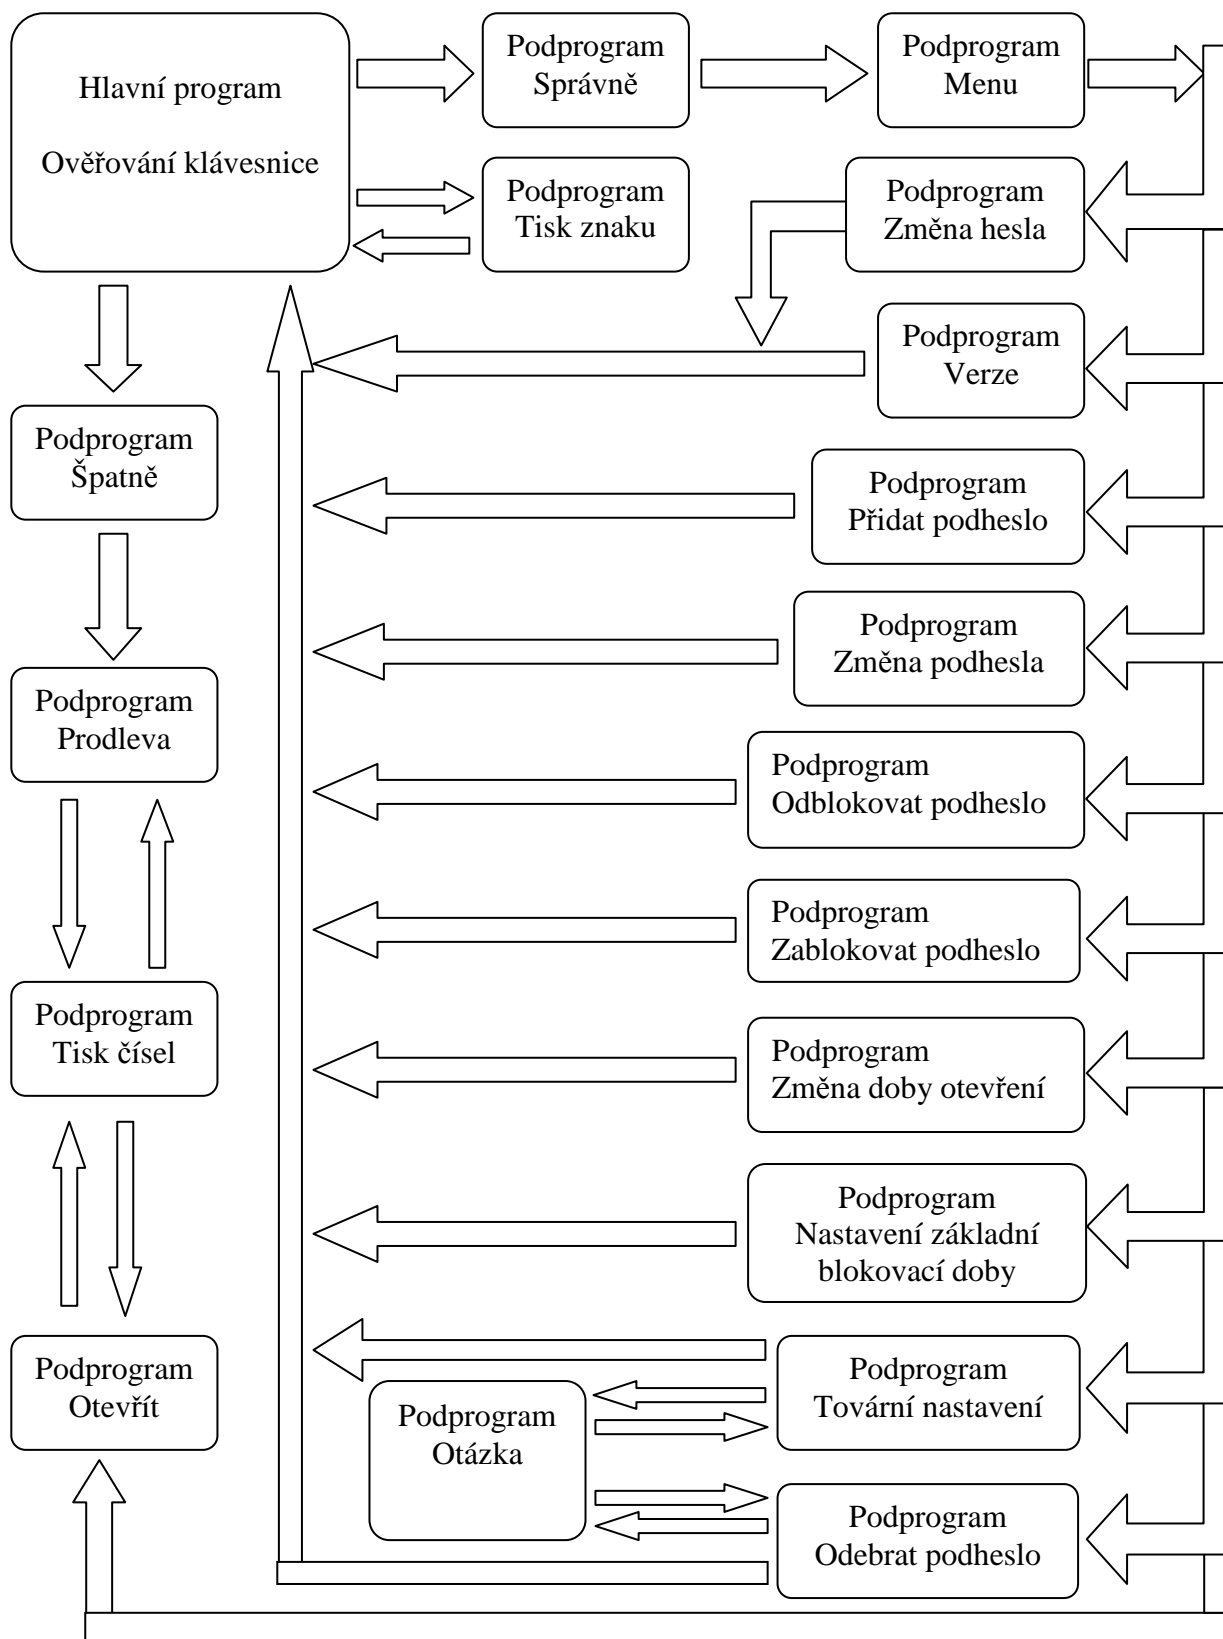 Hlavní program
Ověřování klávesnice
Podprogram
Správně
Podprogram
Menu
Podprogram
Tisk znaku
Podprogram
Změna hesla
Podprogram
Verze
Podprogram
Špatně
Podprogram
Přidat podheslo
Podprogram
Změna podhesla
Podprogram
Prodleva
Podprogram
Odblokovat podheslo
Podprogram
Zablokovat podheslo
Podprogram
Tisk čísel
Podprogram
Změna doby otevření
Podprogram
Nastavení základní
blokovací doby
Podprogram
Otevřít
Podprogram
Tovární nastavení
Podprogram
Otázka
Podprogram
Odebrat podheslo